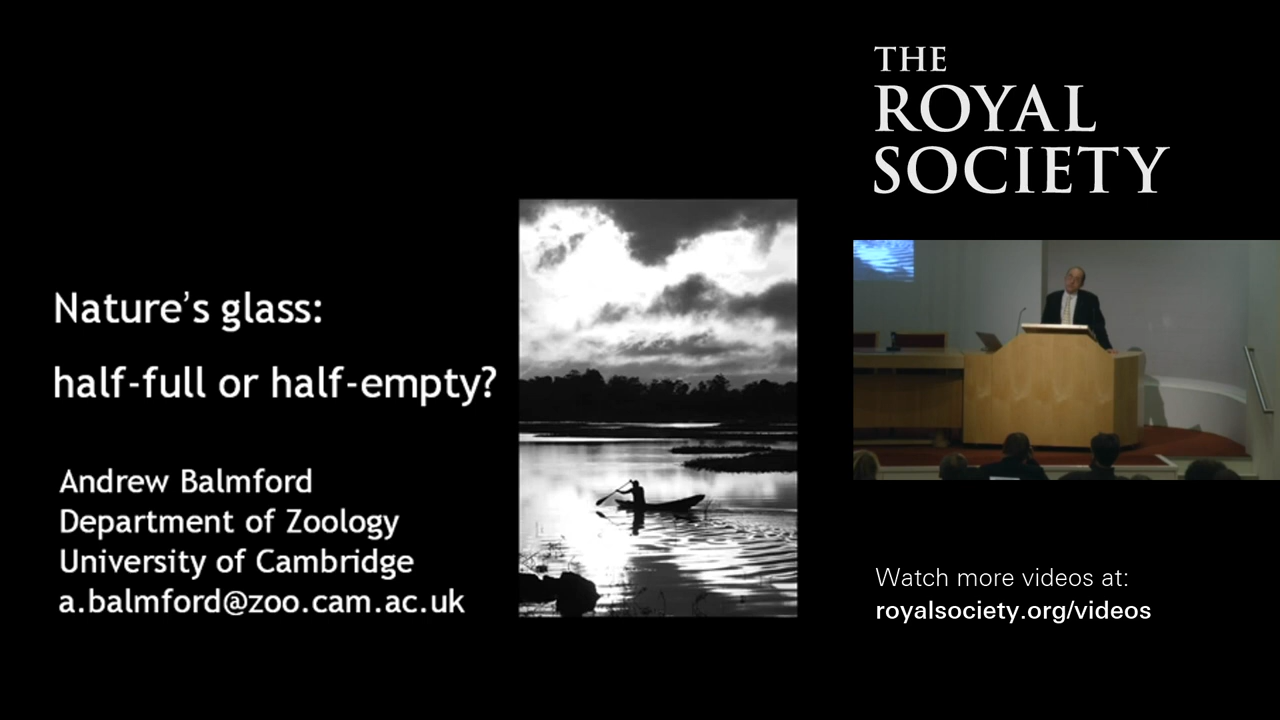 Nature’s glass:
half-full or half-empty?
Andrew Balmford
Department of Zoology
University of Cambridge
a.balmford@zoo.cam.ac.uk
THE
ROYAL
SOCIETY
Watch more videos at:
royalsociety.org/videos